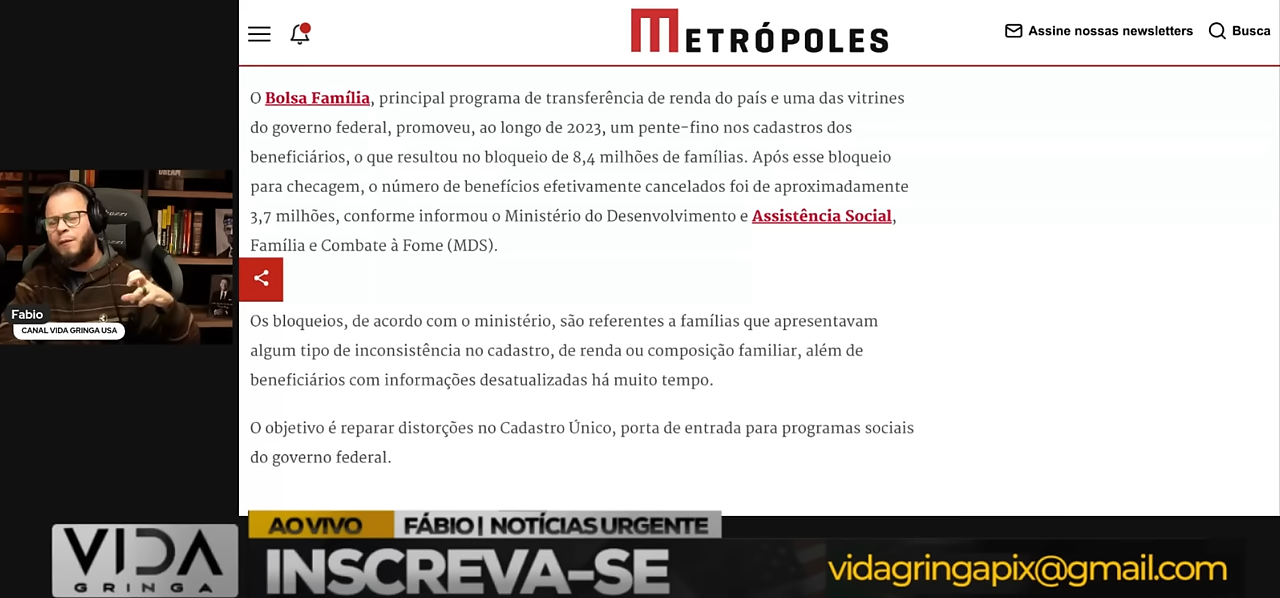 METRÓPOLES
Assine nossas newsletters
Busca
O Bolsa Família, principal programa de transferência de renda do país e uma das vitrines
do governo federal, promoveu, ao longo de 2023, um pente-fino nos cadastros dos
beneficiários, o que resultou no bloqueio de 8,4 milhões de famílias. Após esse bloqueio
para checagem, o número de benefícios efetivamente cancelados foi de aproximadamente
3,7 milhões, conforme informou o Ministério do Desenvolvimento e Assistência Social,
Família e Combate à Fome (MDS).
Os bloqueios, de acordo com o ministério, são referentes a famílias que apresentavam
algum tipo de inconsistência no cadastro, de renda ou composição familiar, além de
beneficiários com informações desatualizadas há muito tempo.
O objetivo é reparar distorções no Cadastro Único, porta de entrada para programas sociais
do governo federal.
Fabio
CANAL VIDA GRINGA USA
VIDA
GRINGA
AO VIVO
FÁBIO | NOTÍCIAS URGENTE
INSCREVA-SE
vidagringapix@gmail.com